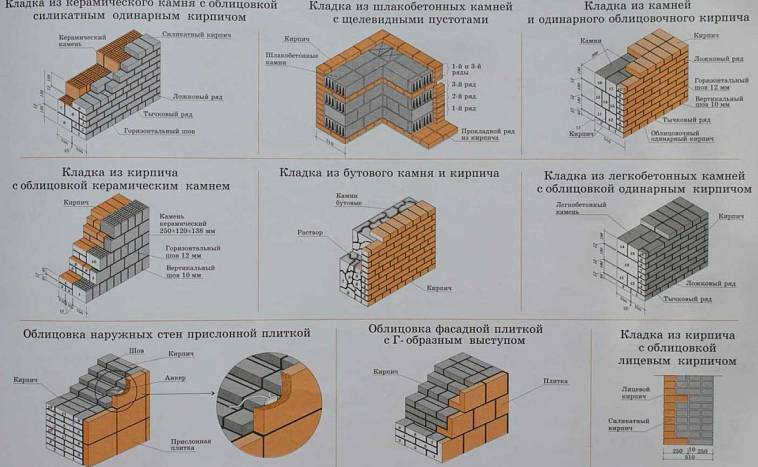 Кладка из керамического камня с облицовкой
силикатным одинарным кирпичом
Керамический
камень
Силикатный кирпич
Ложковый ряд
Тычковый ряд
Горизонтальный шов
Кладка из шлакобетонных камней
с щелевидными пустотами
Кирпич
Шлакобетонные
камни
1-й и 3-й
ряды
3-й ряд
2-й ряд
1-й ряд
Прокладной ряд
из кирпича
510
Кладка из камней
и одинарного облицовочного кирпича
Камни
Кирпич
Ложковый ряд
Горизонтальный
шов 12 мм
Вертикальный
шов 10 мм
Тычковый ряд
Облицовочный
одинарный кирпич
Кирпич
Кладка из кирпича
с облицовкой керамическим камнем
Кирпич
Камень
керамический
250×120×138 мм
Горизонтальный
шов 12 мм
Вертикальный
шов 10 мм
Кладка из бутового камня и кирпича
Камни
бутовые
Раствор
Кирпич
Кладка из легкобетонных камней
с облицовкой одинарным кирпичом
Легкобетонный
камень
Кирпич
Ложковый ряд
Тычковый ряд
Облицовка наружных стен прислонной плиткой
Шов
Кирпич
Кирпич
Анкер
Прислонная
плитка
Облицовка фасадной плиткой
с Г- образным выступом
Кирпич
Плитка
Кладка из кирпича
с облицовкой
лицевым кирпичом
Лицевой
кирпич
Силикатный
кирпич
250 10 250
510